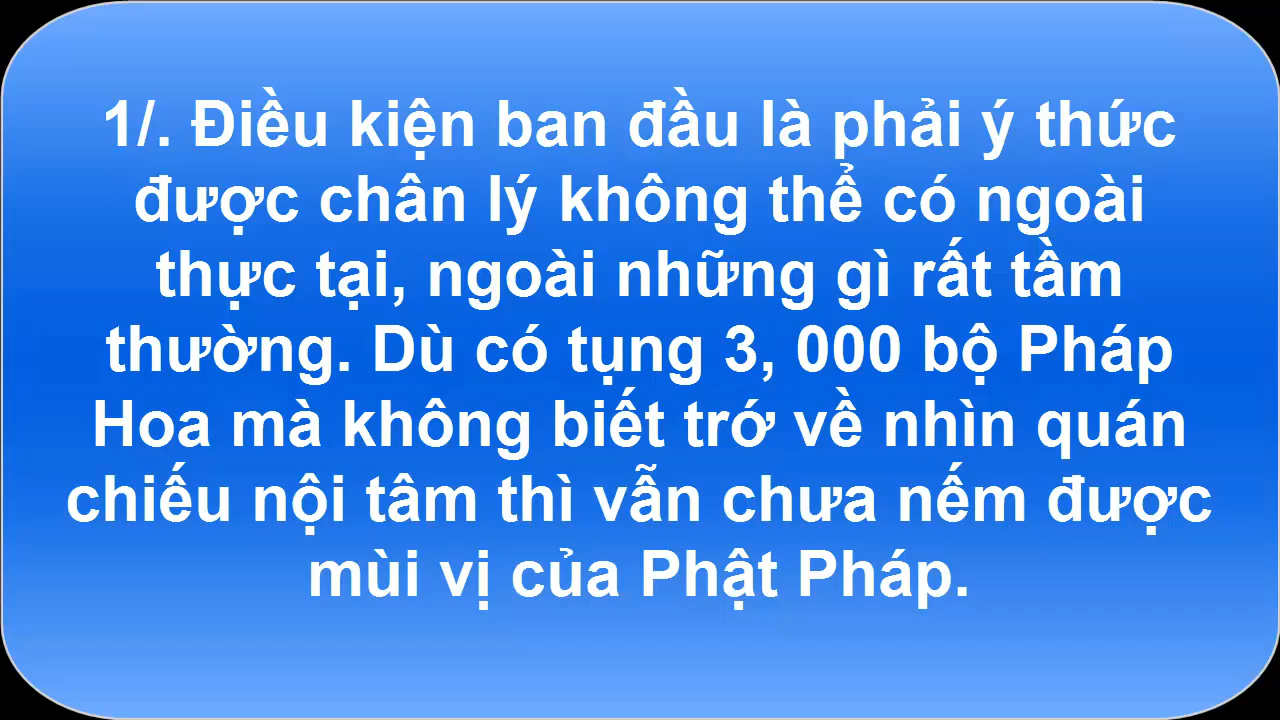 1/. Điều kiện ban đầu là phải ý thức
được chân lý không thể có ngoài
thực tại, ngoài những gì rất tầm
thường. Dù có tụng 3, 000 bộ Pháp
Hoa mà không biết trớ về nhìn quán
chiếu nội tâm thì vẫn chưa nếm được
mùi vị của Phật Pháp.